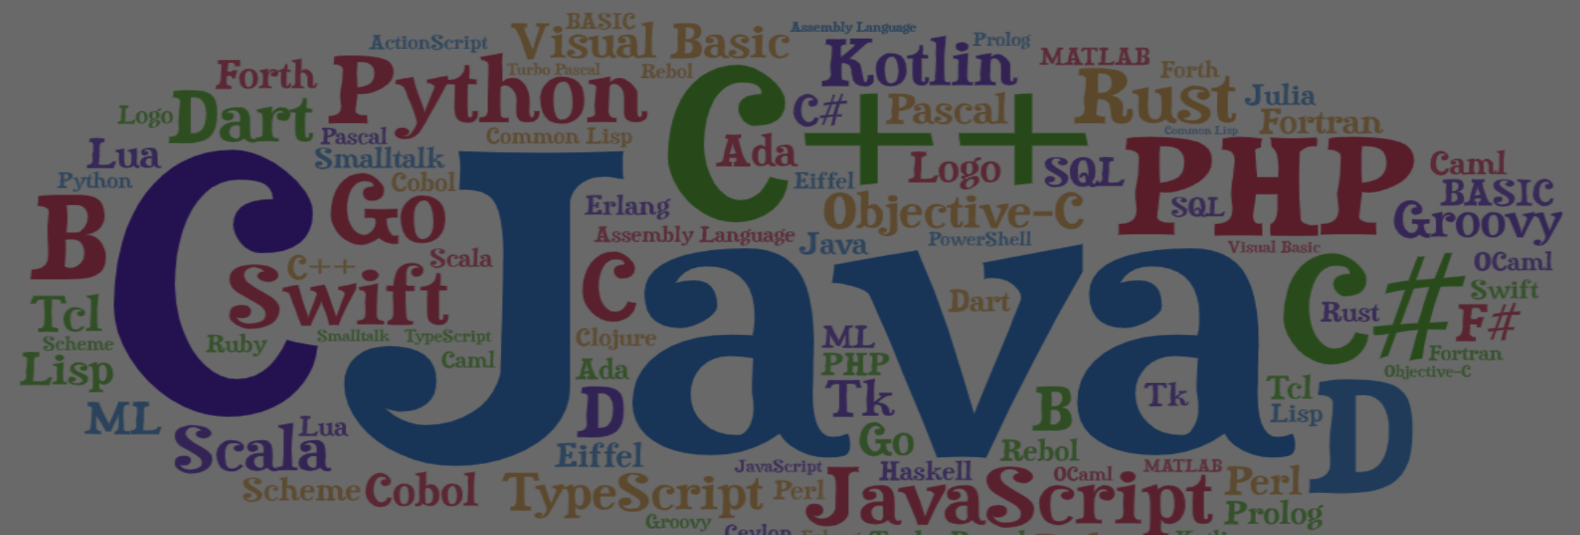 BASIC
Assembly Language
ActionScript
Visual Basic
Kotlin
Prolog
MATLAB
Forth
Python
Turbo Pascal
Rebol
Rust
Forth
Julia
Logo
Dart
C++
C#
Pascal
Fortran
Pascal
Common Lisp
Common Lisp
Lua
Smalltalk
Ada
Logo
SQL
PHP
Caml
Python
Cobol
Eiffel
BASIC
B
C
Go
Java
Erlang
Objective-C
SQL
Groovy
Assembly Language
Java
PowerShell
Visual Basic
Scala
C++
Swift
C
C#
OCaml
Swift
Tcl
Dart
Rust
F#
Scheme
Ruby
Smalltalk
TypeScript
Clojure
ML
Fortran
Lisp
Caml
Ada
PHP
Objective-C
ML
D
Tk
B
Tk
Tcl
Lisp
D
Lua
Scala
Go
Eiffel
Rebol
JavaScript
Haskell
OCaml
MATLAB
Scheme
Cobol
TypeScript
Perl
JavaScript
Perl
Groovy
Prolog
Ceylon